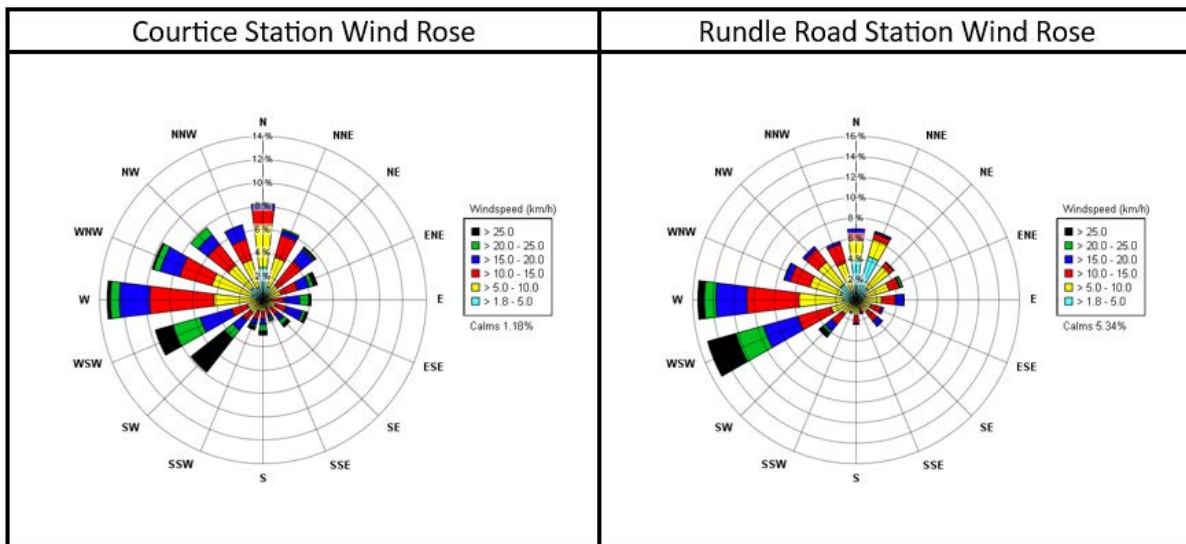 Courtice Station Wind Rose
Rundle Road Station Wind Rose
N
NNE
NE
ENE
E
ESE
SE
SSE
S
SSW
SW
WSW
W
WNW
NW
NNW
14 %
12 %
10 %
8 %
6 %
4 %
2 %
Windspeed (km/h)
> 25.0
> 20.0 - 25.0
> 15.0 - 20.0
> 10.0 - 15.0
> 5.0 - 10.0
> 1.8 - 5.0
Calms 1.18%
N
NNE
NE
ENE
E
ESE
SE
SSE
S
SSW
SW
WSW
W
WNW
NW
NNW
16 %
14 %
12 %
10 %
8 %
6 %
4 %
Windspeed (km/h)
> 25.0
> 20.0 - 25.0
> 15.0 - 20.0
> 10.0 - 15.0
> 5.0 - 10.0
> 1.8 - 5.0
Calms 5.34%